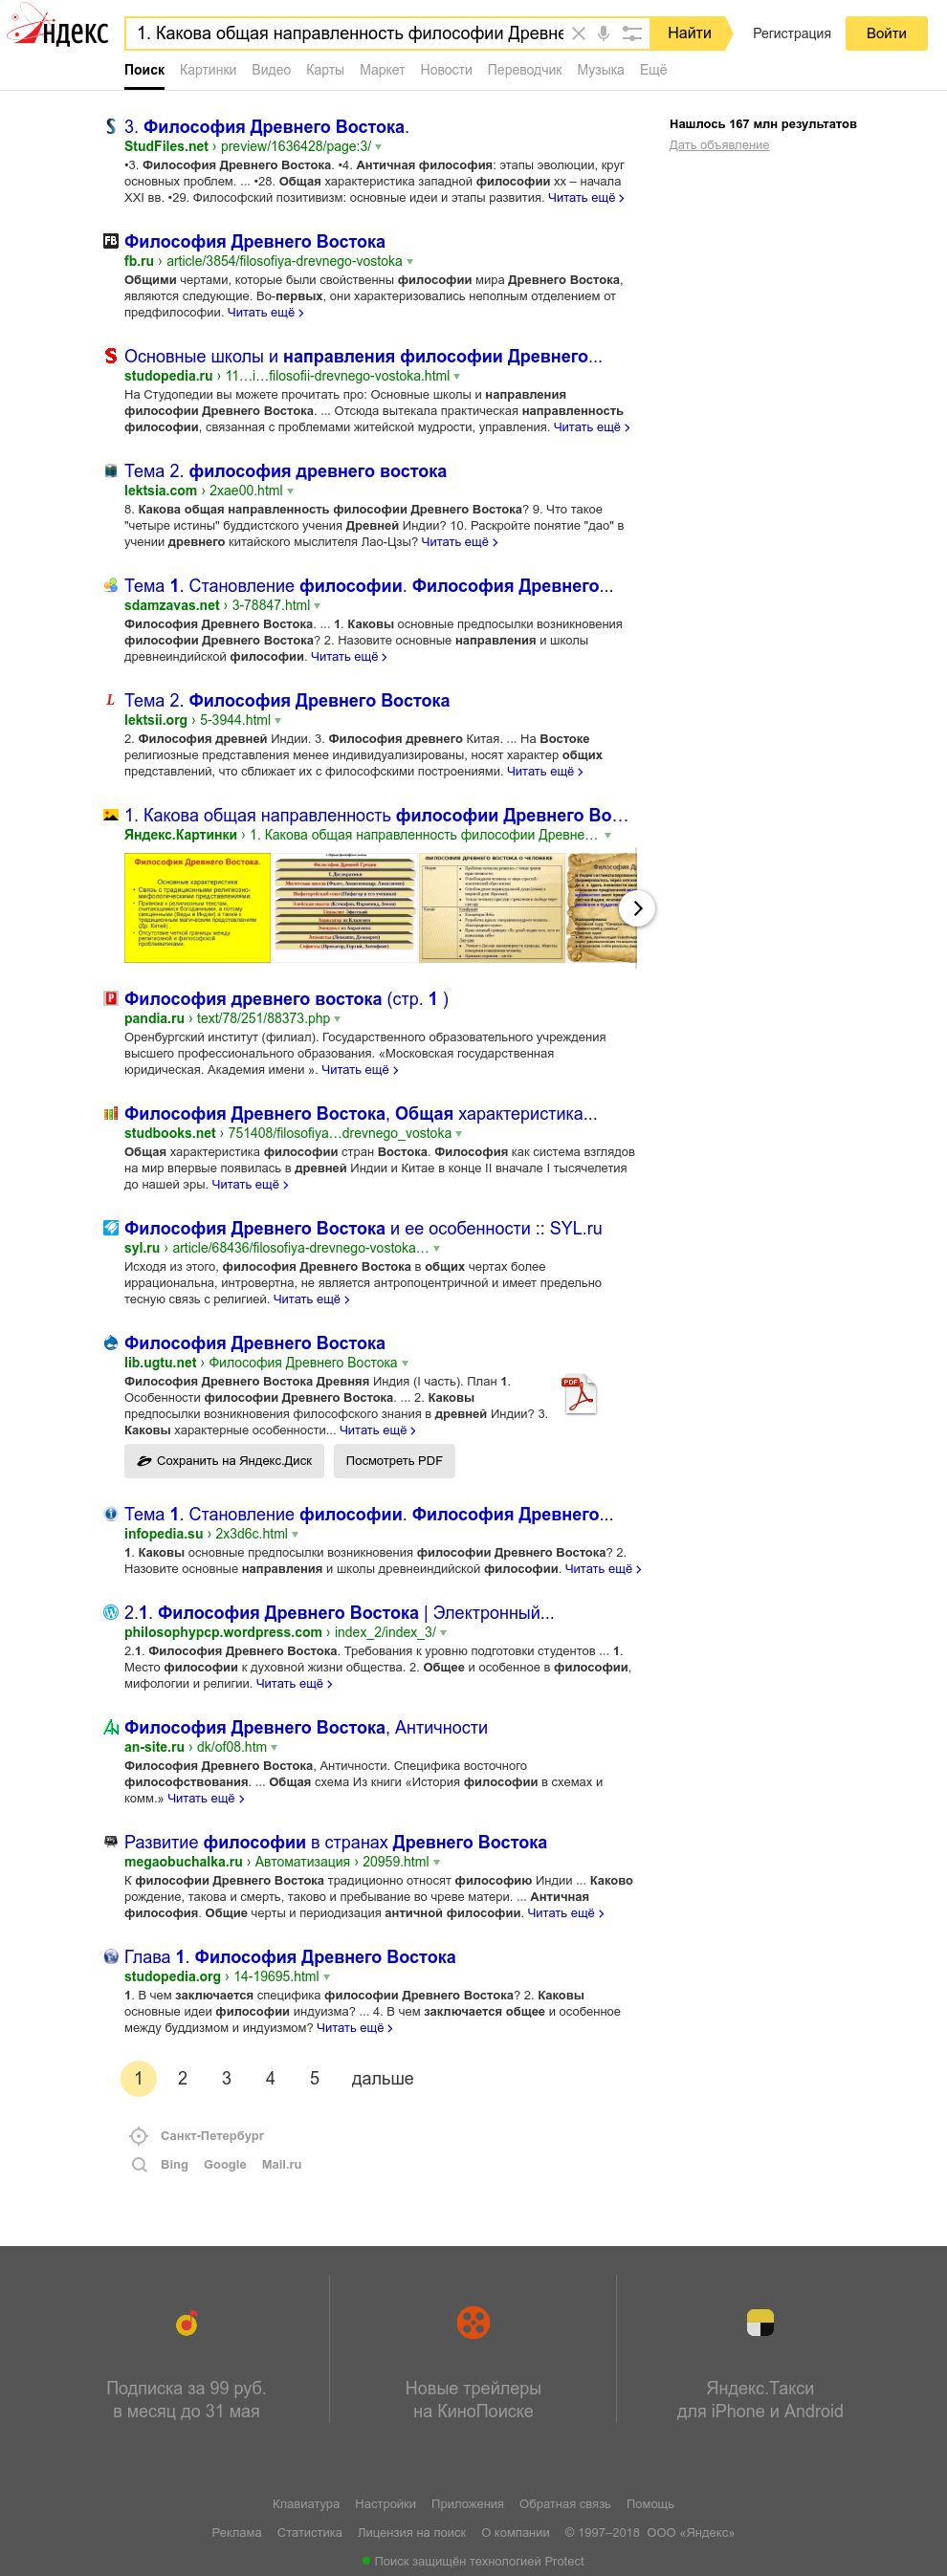 Яндекс
1. Какова общая направленность философии Древне
Найти
Регистрация
Войти
Поиск Картинки Видео Карты Маркет Новости Переводчик Музыка Ещё
Нашлось 167 млн результатов
Дать объявление
3. Философия Древнего Востока.
StudFiles.net › preview/1636428/page:3/
•3. Философия Древнего Востока. •4. Античная философия: этапы эволюции, круг
основных проблем. ... •28. Общая характеристика западной философии хх – начала
XXI вв. •29. Философский позитивизм: основные идеи и этапы развития. Читать ещё ›
Философия Древнего Востока
fb.ru › article/3854/filosofiya-drevnego-vostoka
Общими чертами, которые были свойственны философии мира Древнего Востока,
являются следующие. Во-первых, они характеризовались неполным отделением от
предфилософии. Читать ещё ›
Основные школы и направления философии Древнего...
studopedia.ru › 11…i…filosofii-drevnego-vostoka.html
На Студопедии вы можете прочитать про: Основные школы и направления
философии Древнего Востока. ... Отсюда вытекала практическая направленность
философии, связанная с проблемами житейской мудрости, управления. Читать ещё ›
Тема 2. философия древнего востока
lektsia.com › 2xae00.html
8. Какова общая направленность философии Древнего Востока? 9. Что такое
"четыре истины" буддистского учения Древней Индии? 10. Раскройте понятие "дао" в
учении древнего китайского мыслителя Лао-Цзы? Читать ещё ›
Тема 1. Становление философии. Философия Древнего...
sdamzavas.net › 3-78847.html
Философия Древнего Востока. ... 1. Каковы основные предпосылки возникновения
философии Древнего Востока? 2. Назовите основные направления и школы
древнеиндийской философии. Читать ещё ›
Тема 2. Философия Древнего Востока
lektsii.org › 5-3944.html
2. Философия древней Индии. 3. Философия древнего Китая. ... На Востоке
религиозные представления менее индивидуализированы, носят характер общих
представлений, что сближает их с философскими построениями. Читать ещё ›
1. Какова общая направленность философии Древнего Во…
Яндекс.Картинки › 1. Какова общая направленность философии Древне…
Философия Древнего Востока.
Основные характеристики:
• Связь с традиционными религиозно-
мифологическими представлениями.
Философия древнего востока (стр. 1 )
pandia.ru › text/78/251/88373.php
Оренбургский институт (филиал). Государственного образовательного учреждения
высшего профессионального образования. «Московская государственная
юридическая. Академия имени ». Читать ещё ›
Философия Древнего Востока, Общая характеристика...
studbooks.net › 751408/filosofiya…drevnego_vostoka
Общая характеристика философии стран Востока. Философия как система взглядов
на мир впервые появилась в древней Индии и Китае в конце II вначале I тысячелетия
до нашей эры. Читать ещё ›
Философия Древнего Востока и ее особенности :: SYL.ru
syl.ru › article/68436/filosofiya-drevnego-vostoka…
Исходя из этого, философия Древнего Востока в общих чертах более
иррациональна, интровертна, не является антропоцентричной и имеет предельно
тесную связь с религией. Читать ещё ›
Философия Древнего Востока
lib.ugtu.net › Философия Древнего Востока
Философия Древнего Востока Древняя Индия (I часть). План 1.
Особенности философии Древнего Востока. ... 2. Каковы
предпосылки возникновения философского знания в древней Индии? 3.
Каковы характерные особенности... Читать ещё ›
PDF
Сохранить на Яндекс.Диск
Посмотреть PDF
Тема 1. Становление философии. Философия Древнего...
infopedia.su › 2x3d6c.html
1. Каковы основные предпосылки возникновения философии Древнего Востока? 2.
Назовите основные направления и школы древнеиндийской философии. Читать ещё ›
2.1. Философия Древнего Востока | Электронный...
philosophypcp.wordpress.com › index_2/index_3/
2.1. Философия Древнего Востока. Требования к уровню подготовки студентов ... 1.
Место философии к духовной жизни общества. 2. Общее и особенное в философии,
мифологии и религии. Читать ещё ›
Философия Древнего Востока, Античности
an-site.ru › dk/of08.htm
Философия Древнего Востока, Античности. Специфика восточного
философствования. ... Общая схема Из книги «История философии в схемах и
комм.» Читать ещё ›
Развитие философии в странах Древнего Востока
megaobuchalka.ru › Автоматизация › 20959.html
К философии Древнего Востока традиционно относят философию Индии ... Каково
рождение, такова и смерть, таково и пребывание во чреве матери. ... Античная
философия. Общие черты и периодизация античной философии. Читать ещё ›
Глава 1. Философия Древнего Востока
studopedia.org › 14-19695.html
1. В чем заключается специфика философии Древнего Востока? 2. Каковы
основные идеи философии индуизма? ... 4. В чем заключается общее и особенное
между буддизмом и индуизмом? Читать ещё ›
1 2 3 4 5 дальше
Санкт-Петербург
Bing Google Mail.ru
Подписка за 99 руб.
в месяц до 31 мая
Новые трейлеры
на КиноПоиске
Яндекс.Такси
для iPhone и Android
Клавиатура Настройки Приложения Обратная связь Помощь
Реклама Статистика Лицензия на поиск О компании © 1997–2018 ООО «Яндекс»
Поиск защищён технологией Protect